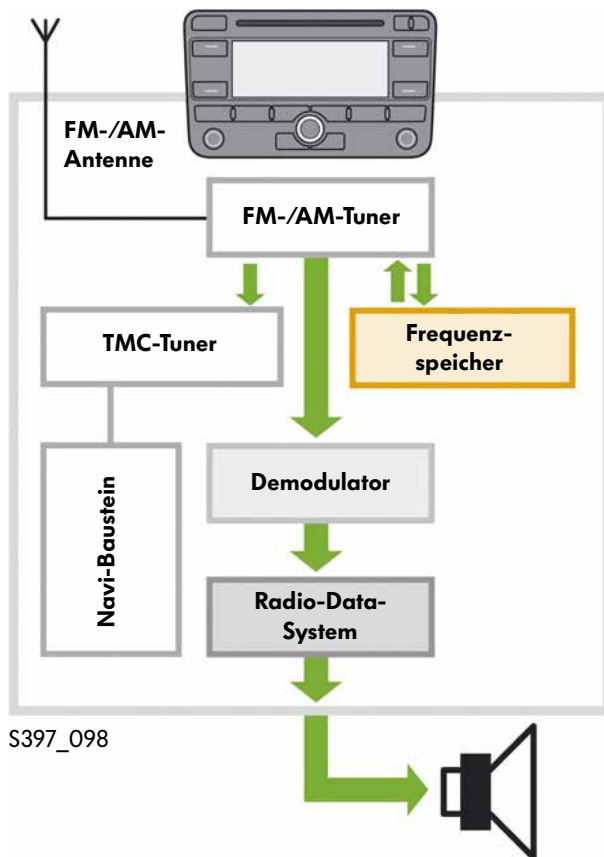 FM-/AM-
Antenne
FM-/AM-Tuner
TMC-Tuner
Frequenz-
speicher
Navi-Baustein
Demodulator
Radio-Data-
System
S397_098